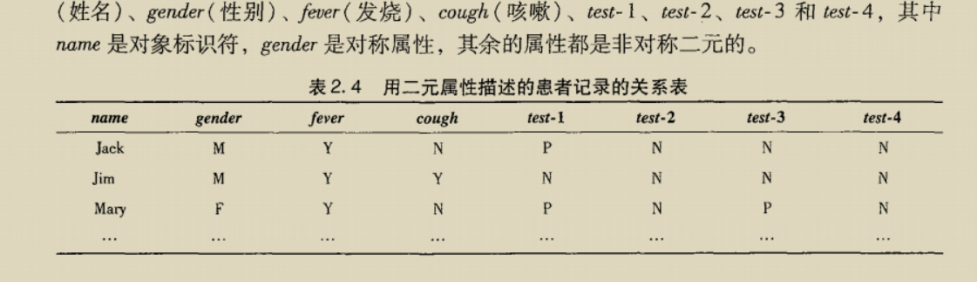 (姓名)、gender(性别)、fever(发烧)、cough(咳嗽)、test-1、test-2、test-3 和 test-4，其中
name 是对象标识符，gender 是对称属性，其余的属性都是非对称二元的。
表2.4 用二元属性描述的患者记录的关系表
name gender fever cough test-1 test-2 test-3 test-4
Jack M Y N P N N N
Jim M Y Y N N N N
Mary F Y N P N P N
… … … … … … … …